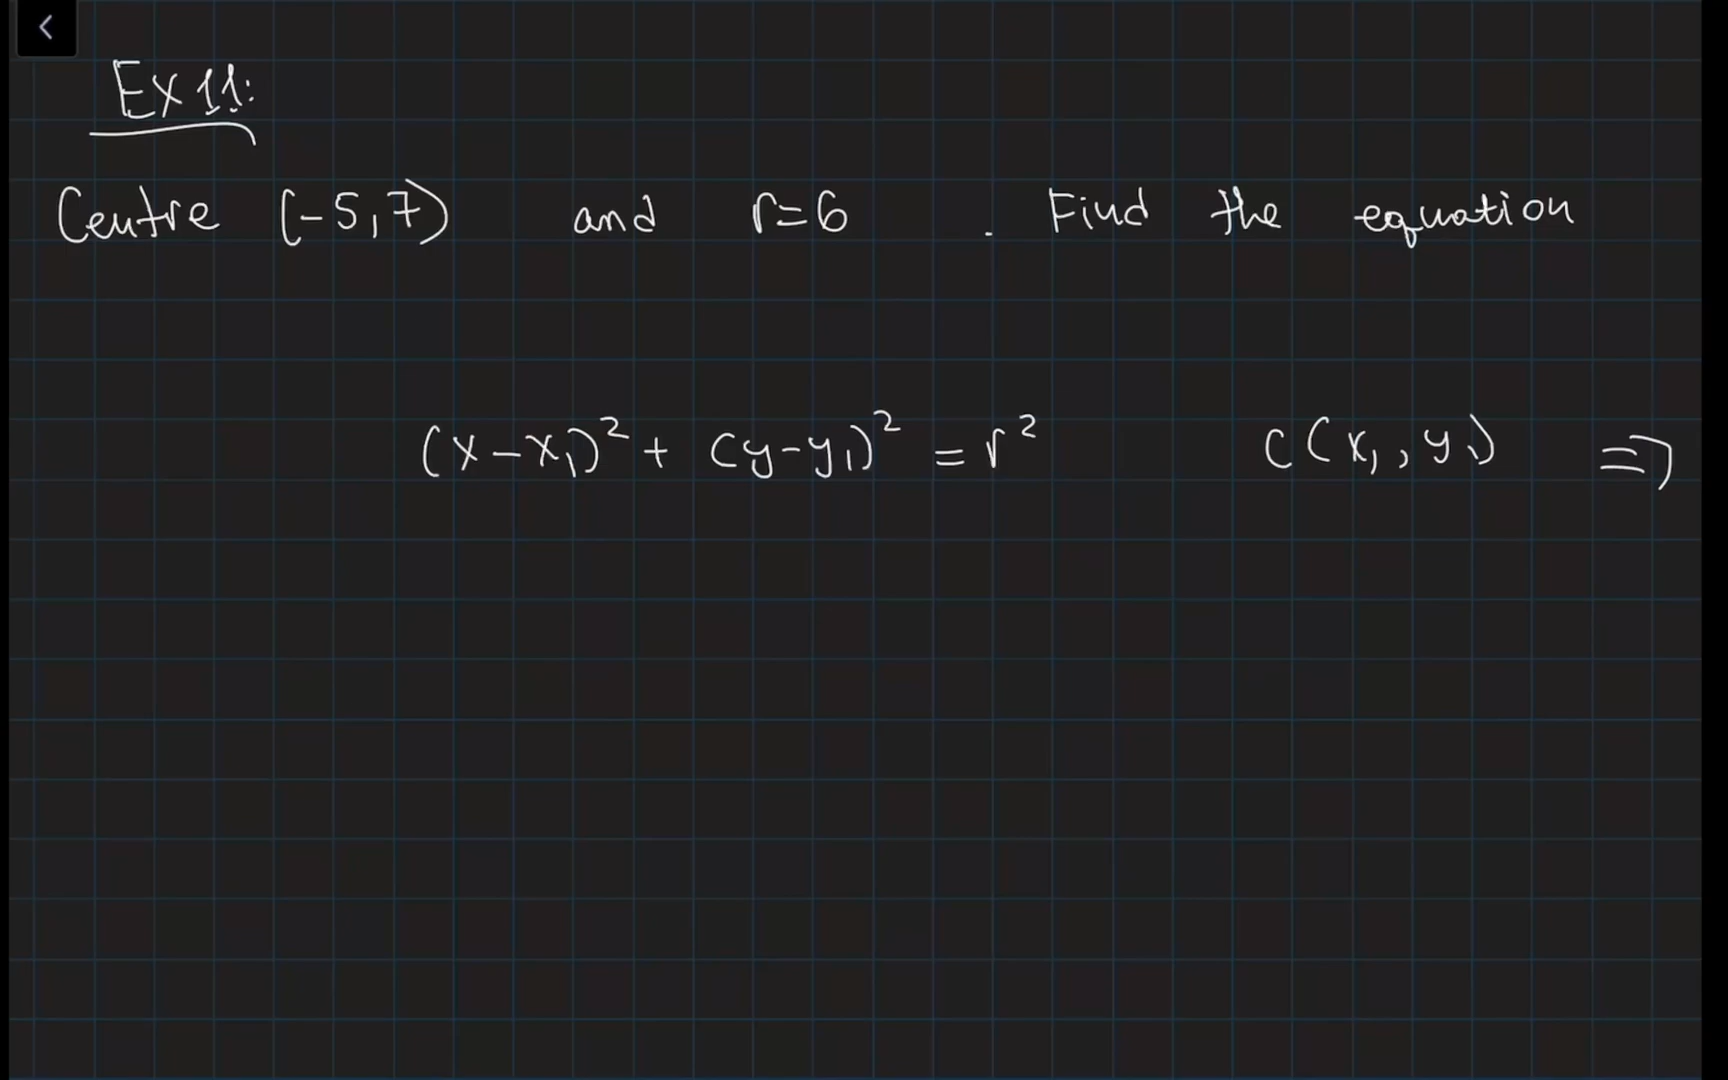 Ex 11:
Centre (-5,7) and r=6 . Find the equation
(x-x₁)² + (y-y₁)² = r² C(x₁, y₁) ⇒